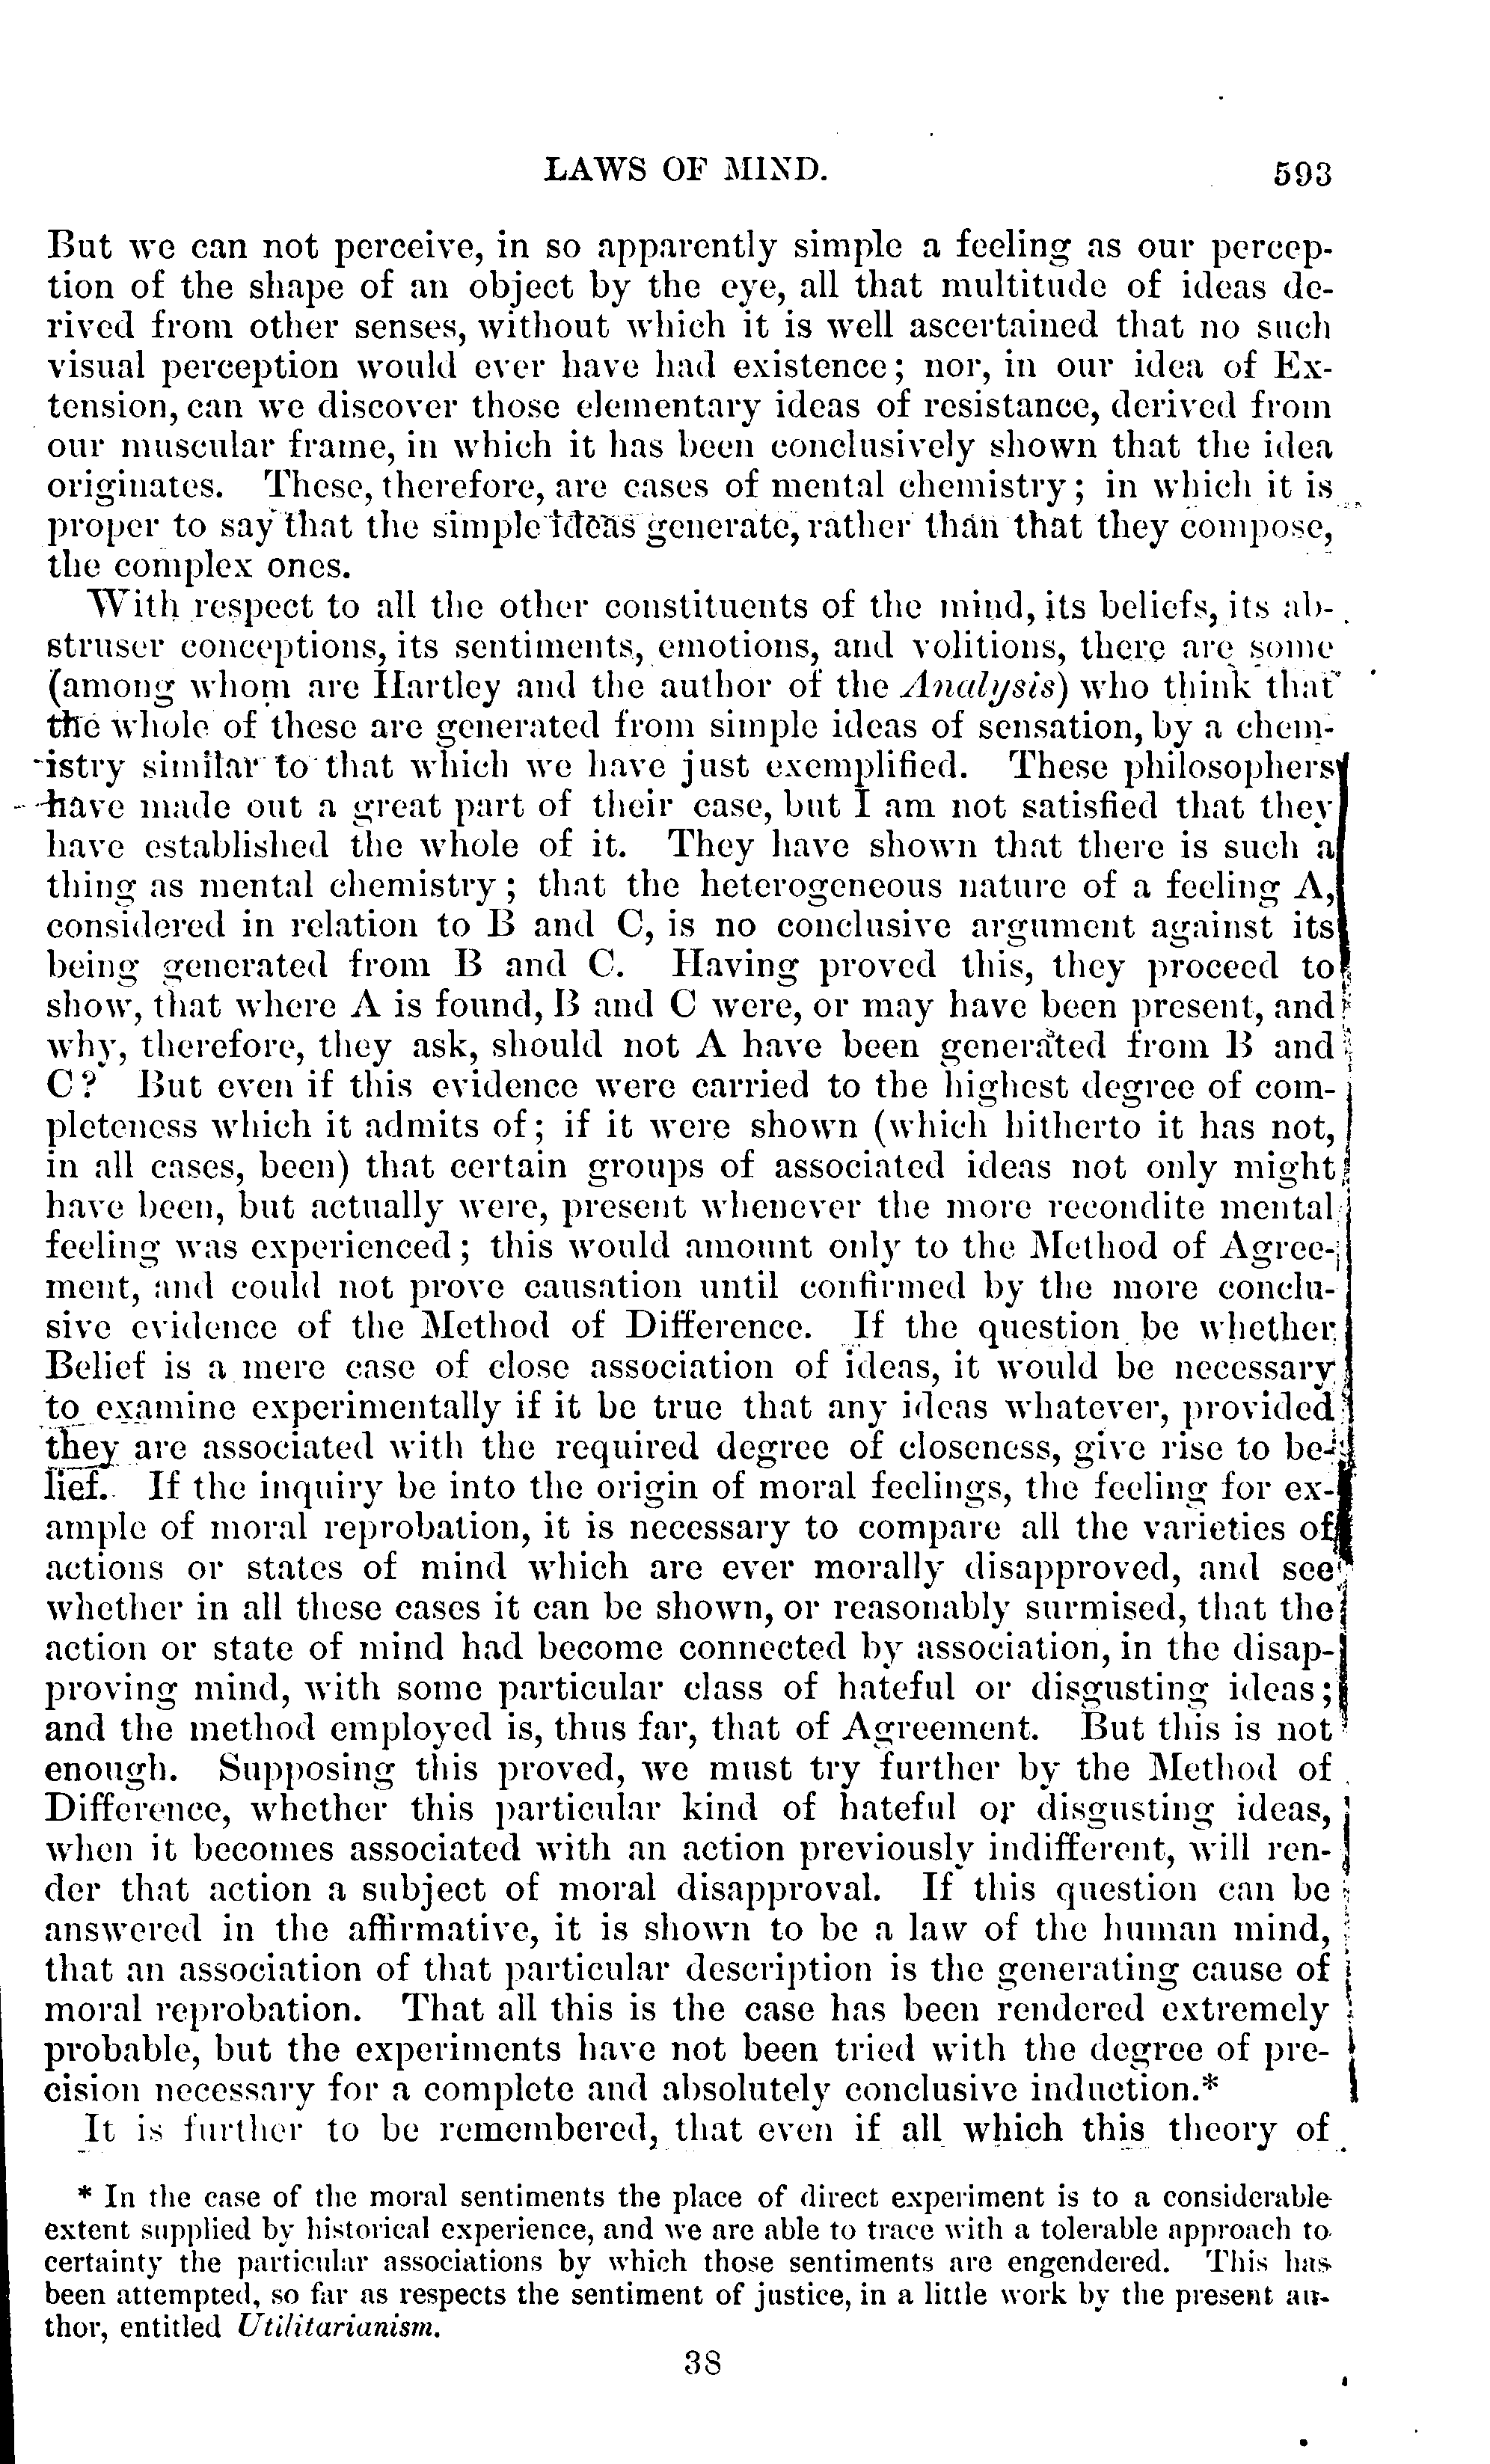 LAWS OF MIND. 593
But we can not perceive, in so apparently simple a feeling as our percep-
tion of the shape of an object by the eye, all that multitude of ideas de-
rived from other senses, without which it is well ascertained that no such
visual perception would ever have had existence; nor, in our idea of Ex-
tension, can we discover those elementary ideas of resistance, derived from
our muscular frame, in which it has been conclusively shown that the idea
originates. These, therefore, are cases of mental chemistry; in which it is
proper to say that the simple ideas generate, rather than that they compose,
the complex ones.
With respect to all the other constituents of the mind, its beliefs, its ab-
struser conceptions, its sentiments, emotions, and volitions, there are some
(among whom are Hartley and the author of the Analysis) who think that
the whole of these are generated from simple ideas of sensation, by a chem-
istry similar to that which we have just exemplified. These philosophers
have made out a great part of their case, but I am not satisfied that they
have established the whole of it. They have shown that there is such a
thing as mental chemistry; that the heterogeneous nature of a feeling A,
considered in relation to B and C, is no conclusive argument against its
being generated from B and C. Having proved this, they proceed to
show, that where A is found, B and C were, or may have been present, and
why, therefore, they ask, should not A have been generated from B and
C? But even if this evidence were carried to the highest degree of com-
pleteness which it admits of; if it were shown (which hitherto it has not,
in all cases, been) that certain groups of associated ideas not only might
have been, but actually were, present whenever the more recondite mental
feeling was experienced; this would amount only to the Method of Agree-
ment, and could not prove causation until confirmed by the more conclu-
sive evidence of the Method of Difference. If the question be whether
Belief is a mere case of close association of ideas, it would be necessary
to examine experimentally if it be true that any ideas whatever, provided
they are associated with the required degree of closeness, give rise to be-
lief. If the inquiry be into the origin of moral feelings, the feeling for ex-
ample of moral reprobation, it is necessary to compare all the varieties of
actions or states of mind which are ever morally disapproved, and see
whether in all these cases it can be shown, or reasonably surmised, that the
action or state of mind had become connected by association, in the disap-
proving mind, with some particular class of hateful or disgusting ideas;
and the method employed is, thus far, that of Agreement. But this is not
enough. Supposing this proved, we must try further by the Method of
Difference, whether this particular kind of hateful or disgusting ideas,
when it becomes associated with an action previously indifferent, will ren-
der that action a subject of moral disapproval. If this question can be
answered in the affirmative, it is shown to be a law of the human mind,
that an association of that particular description is the generating cause of
moral reprobation. That all this is the case has been rendered extremely
probable, but the experiments have not been tried with the degree of pre-
cision necessary for a complete and absolutely conclusive induction.*
It is further to be remembered, that even if all which this theory of
* In the case of the moral sentiments the place of direct experiment is to a considerable
extent supplied by historical experience, and we are able to trace with a tolerable approach to
certainty the particular associations by which those sentiments are engendered. This has
been attempted, so far as respects the sentiment of justice, in a little work by the present au-
thor, entitled Utilitarianism.
38